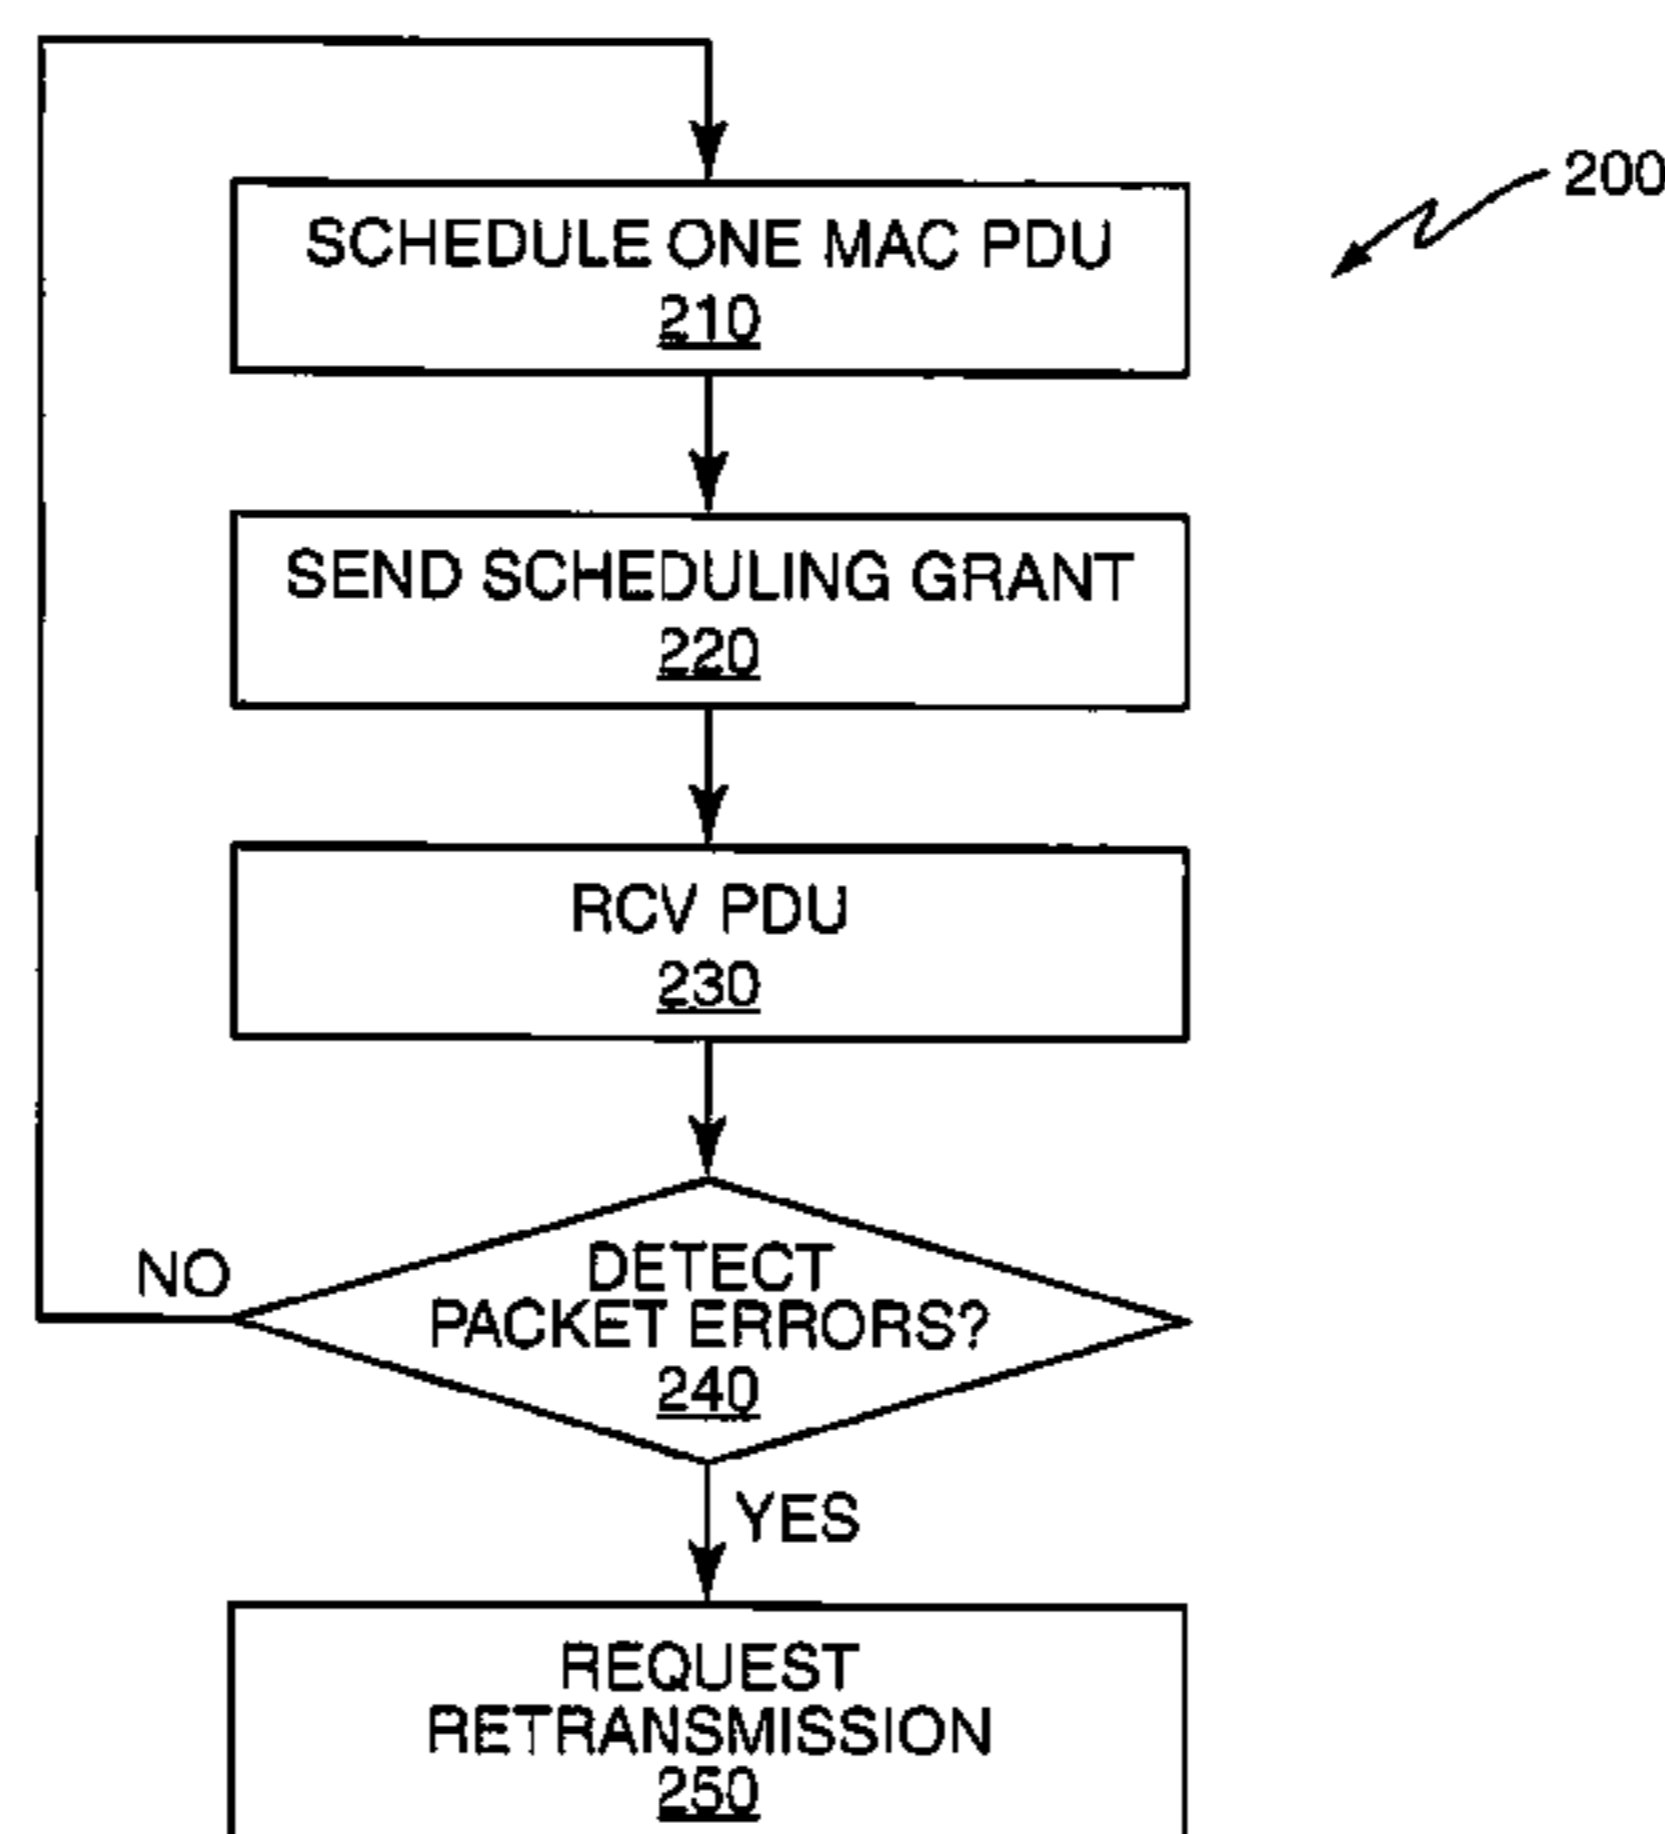 200
SCHEDULE ONE MAC PDU
210
SEND SCHEDULING GRANT
220
RCV PDU
230
DETECT
PACKET ERRORS?
240
NO
YES
REQUEST
RETRANSMISSION
250